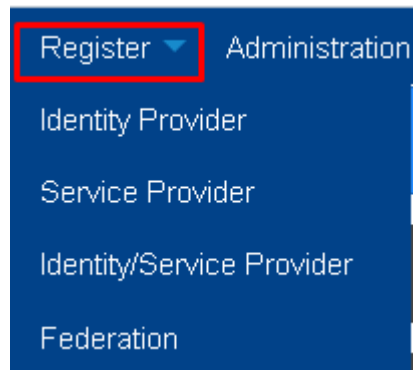 Register Administration
Identity Provider
Service Provider
Identity/Service Provider
Federation